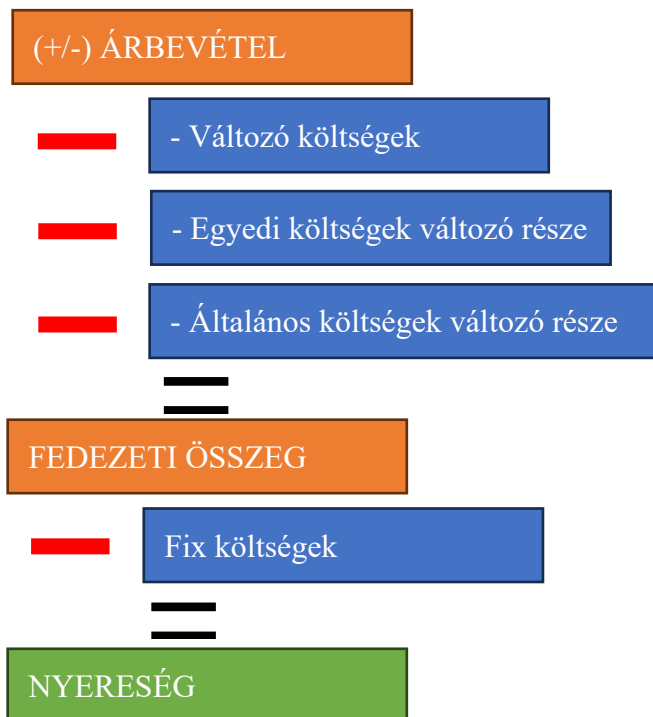 (+/-) ÁRBEVÉTEL
- Változó költségek
- Egyedi költségek változó része
- Általános költségek változó része
FEDEZETI ÖSSZEG
Fix költségek
NYERESÉG